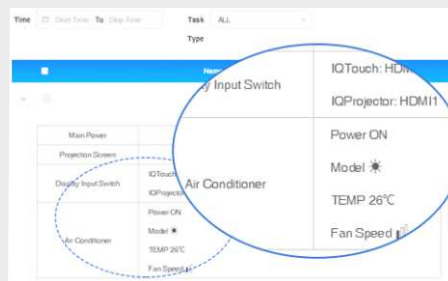 Time Start Time To Stop Time Task ALL
Type
Name
Main Power
Projection Screen
Display Input Switch
IQTouch
IQProjector
Air Conditioner
Power ON
Model
TEMP 26℃
Fan Speed
y Input Switch
IQTouch: HDMI
IQProjector: HDMI1
Air Conditioner
Power ON
Model
TEMP 26℃
Fan Speed